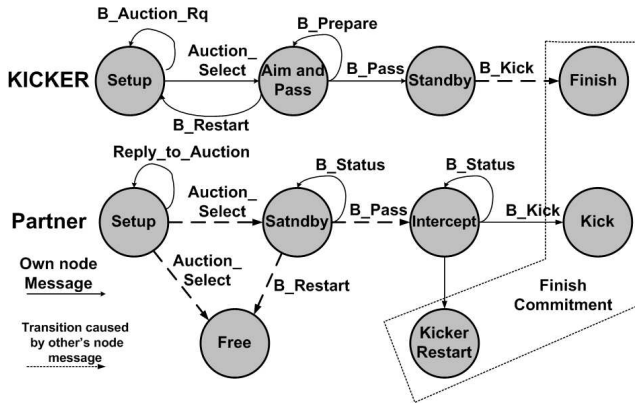 B_Auction_Rq
B_Prepare
KICKER
Setup
Auction_
Select
Aim and
Pass
B_Pass
Standby
B_Kick
Finish
B_Restart
Reply_to_Auction
B_Status
B_Status
Partner
Setup
Auction_
Select
Satndby
B_Pass
Intercept
B_Kick
Kick
Own node
Message
Auction_
Select
B_Restart
Finish
Commitment
Transition caused
by other's node
message
Free
Kicker
Restart